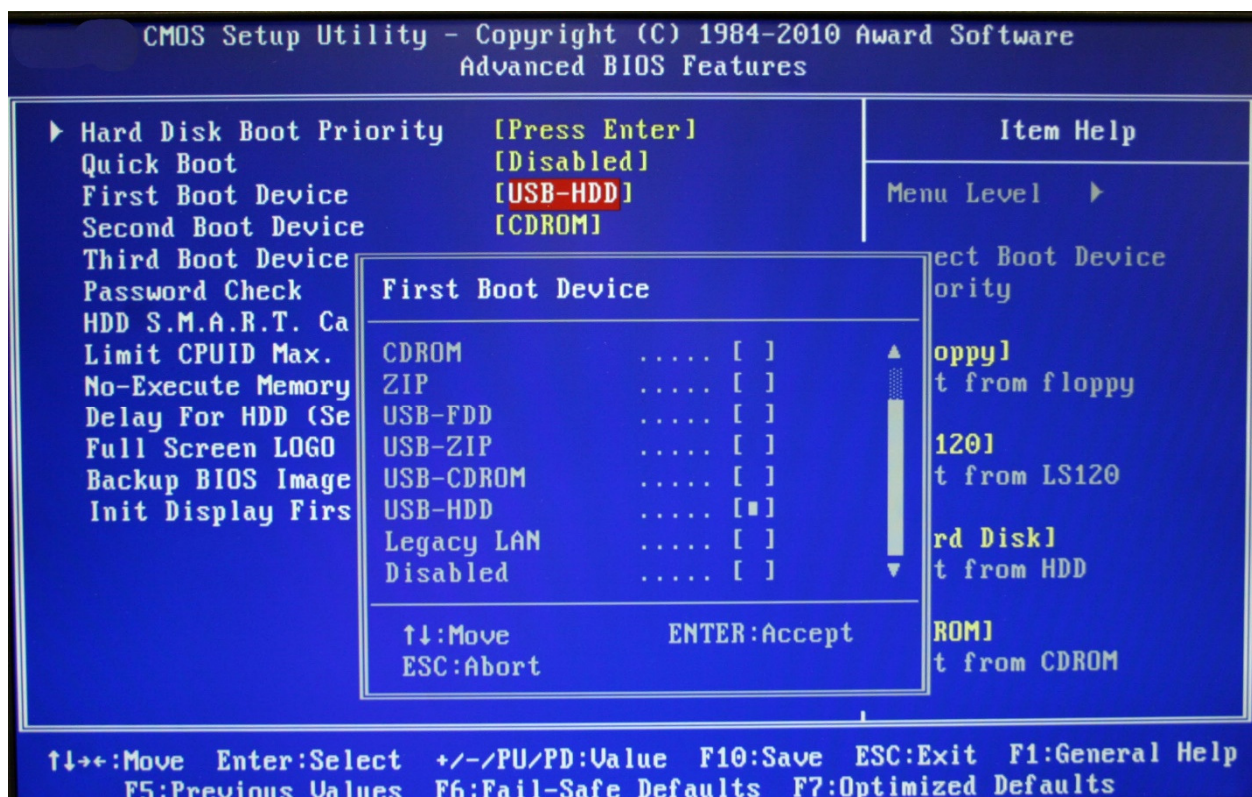 CMOS Setup Utility - Copyright (C) 1984-2010 Award Software
Advanced BIOS Features
▶ Hard Disk Boot Priority [Press Enter]
Quick Boot [Disabled]
First Boot Device [USB-HDD]
Second Boot Device [CDROM]
Third Boot Device
Password Check
HDD S.M.A.R.T. Ca
Limit CPUID Max.
No-Execute Memory
Delay For HDD (Se
Full Screen LOGO
Backup BIOS Image
Init Display Firs
First Boot Device
CDROM ..... [ ]
ZIP ..... [ ]
USB-FDD ..... [ ]
USB-ZIP ..... [ ]
USB-CDROM ..... [ ]
USB-HDD ..... [■]
Legacy LAN ..... [ ]
Disabled ..... [ ]
↑↓:Move ENTER:Accept
ESC:Abort
Item Help
Menu Level ▶
ect Boot Device
ority
oppy]
t from floppy
120]
t from LS120
rd Disk]
t from HDD
ROM]
t from CDROM
↑↓→←:Move Enter:Select +/-/PU/PD:Value F10:Save ESC:Exit F1:General Help
F5:Previous Values F6:Fail-Safe Defaults F7:Optimized Defaults